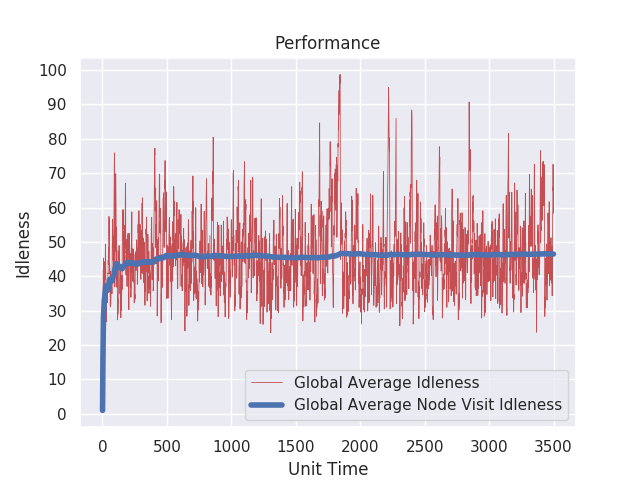 Performance
100
90
80
70
60
50
40
30
20
10
0
Idleness
Global Average Idleness
Global Average Node Visit Idleness
0 500 1000 1500 2000 2500 3000 3500
Unit Time